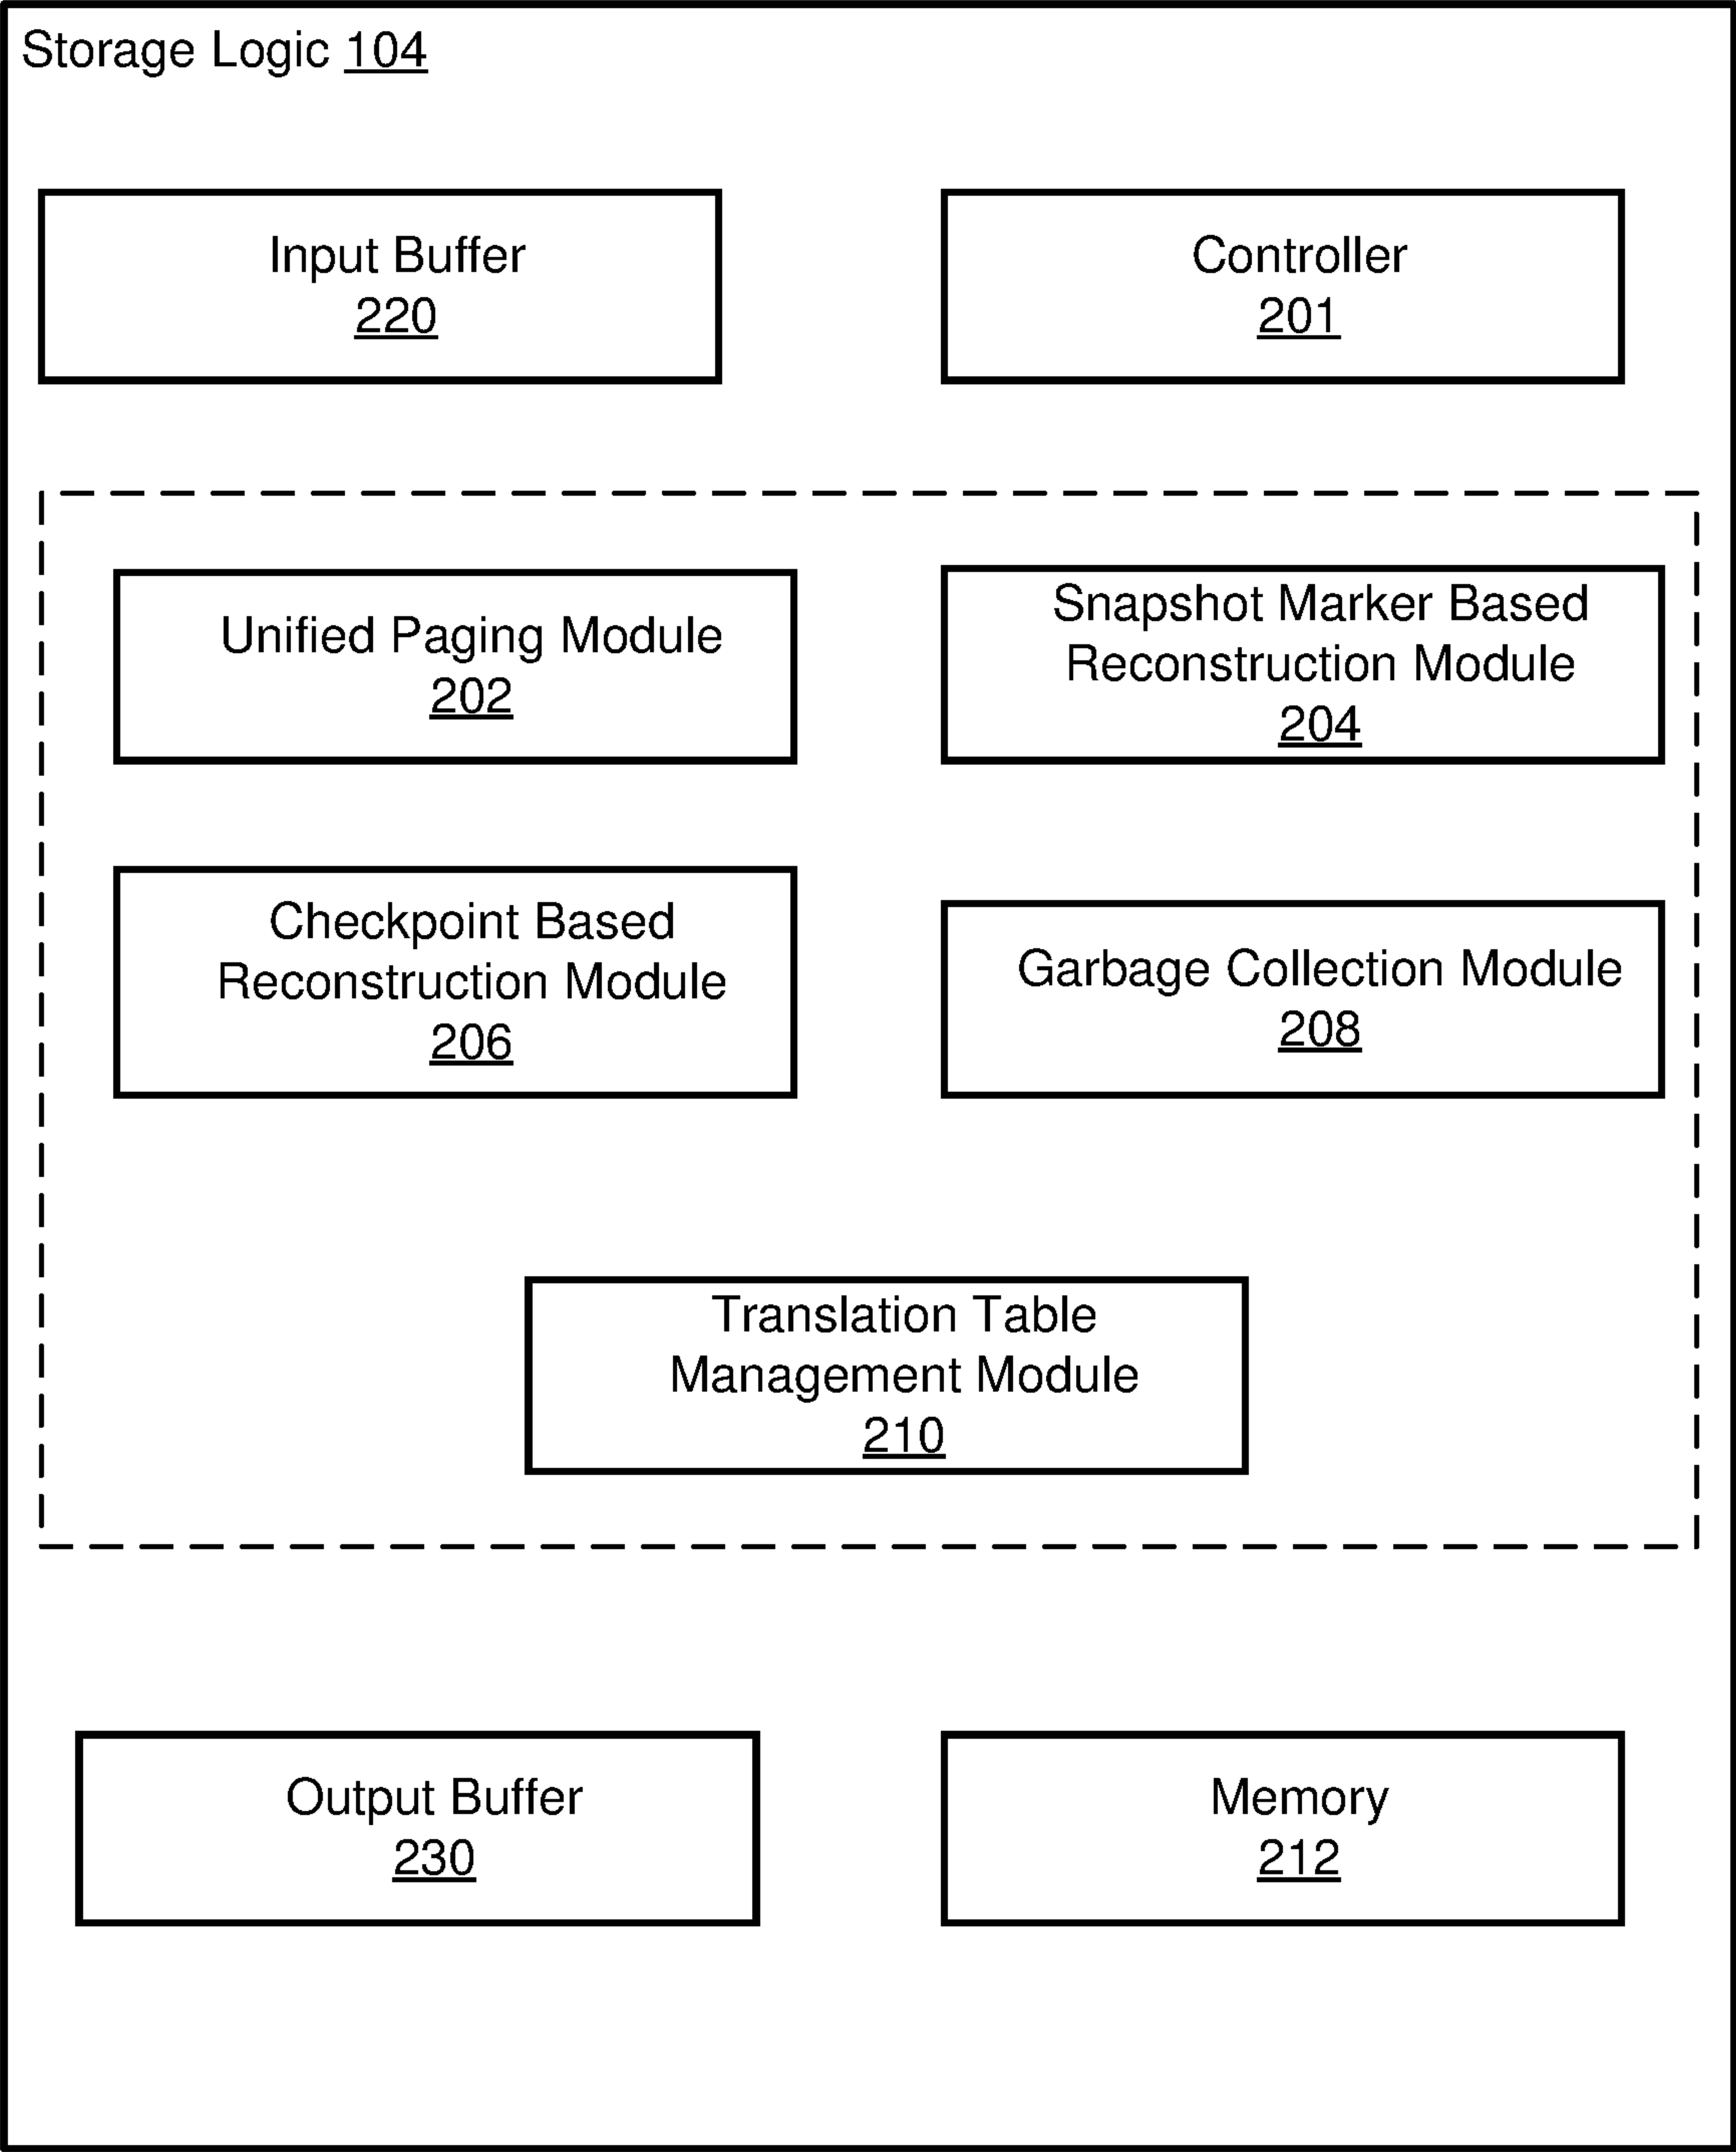 Storage Logic 104
Input Buffer
220
Controller
201
Unified Paging Module
202
Snapshot Marker Based
Reconstruction Module
204
Checkpoint Based
Reconstruction Module
206
Garbage Collection Module
208
Translation Table
Management Module
210
Output Buffer
230
Memory
212